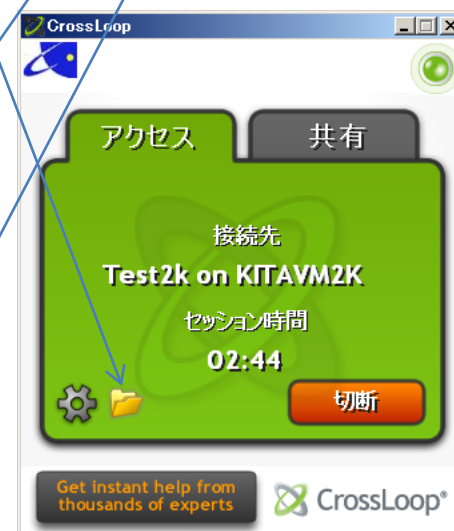 CrossLoop
アクセス
共有
接続先
Test2k on KITAVM2K
セッション時間
02:44
切断
Get instant help from
thousands of experts
CrossLoop®